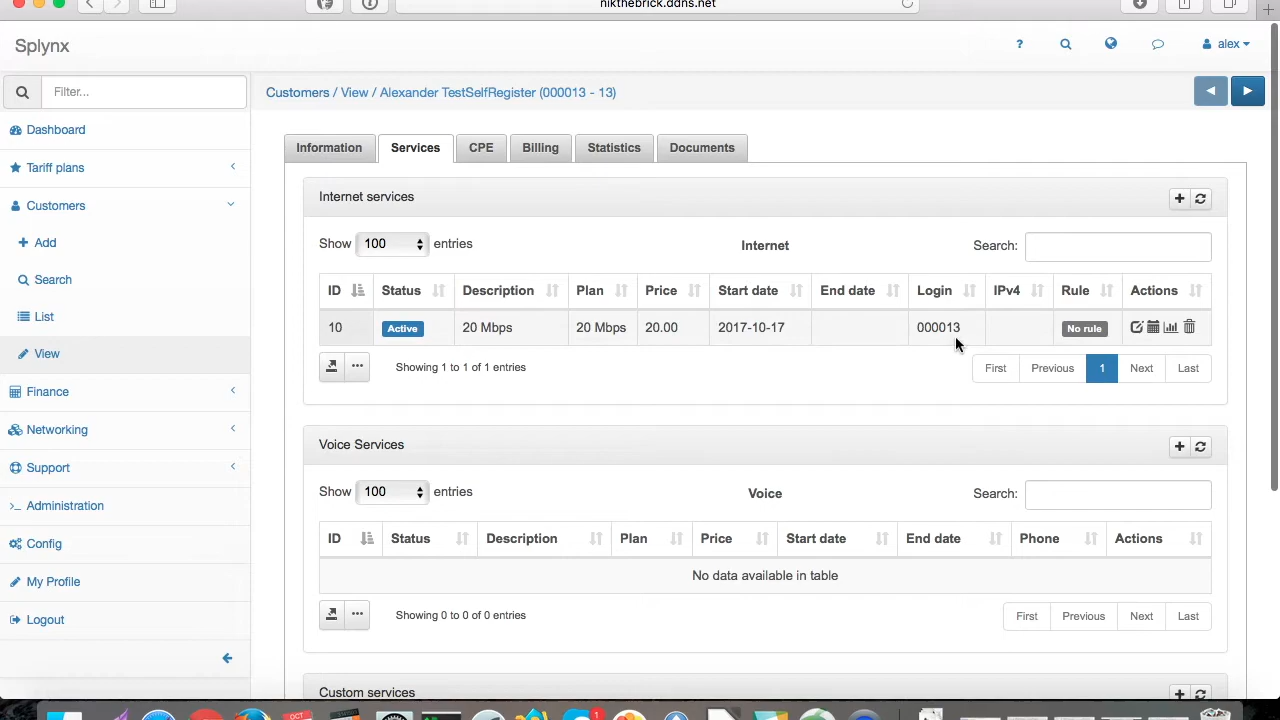 nikthebrick.ddns.net
Splynx
? alex
Filter...
Customers / View / Alexander TestSelfRegister (000013 - 13)
Dashboard
Tariff plans
Customers
Add
Search
List
View
Finance
Networking
Support
Administration
Config
My Profile
Logout
Information Services CPE Billing Statistics Documents
Internet services
Show 100 entries Internet Search:
ID Status Description Plan Price Start date End date Login IPv4 Rule Actions
10 Active 20 Mbps 20 Mbps 20.00 2017-10-17 000013 No rule
Showing 1 to 1 of 1 entries First Previous 1 Next Last
Voice Services
Show 100 entries Voice Search:
ID Status Description Plan Price Start date End date Phone Actions
No data available in table
Showing 0 to 0 of 0 entries First Previous Next Last
Custom services
OCT
1